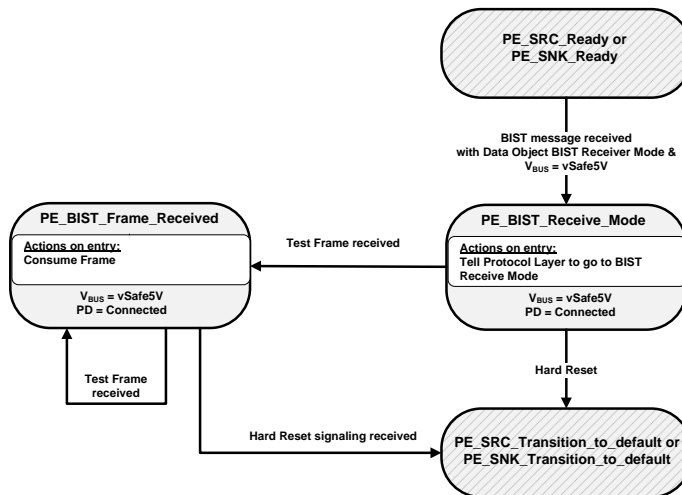 PE_SRC_Ready or
PE_SNK_Ready
BIST message received
with Data Object BIST Receiver Mode &
VBUS = vSafe5V
PE_BIST_Frame_Received
Actions on entry:
Consume Frame
VBUS = vSafe5V
PD = Connected
Test Frame received
PE_BIST_Receive_Mode
Actions on entry:
Tell Protocol Layer to go to BIST
Receive Mode
VBUS = vSafe5V
PD = Connected
Test Frame
received
Hard Reset
Hard Reset signaling received
PE_SRC_Transition_to_default or
PE_SNK_Transition_to_default